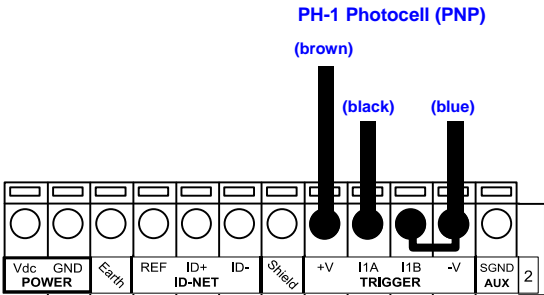 PH-1 Photocell (PNP)
(brown)
(black) (blue)
Vdc GND Earth REF ID+ ID- Shield +V I1A I1B -V SGND 2
POWER ID-NET TRIGGER AUX